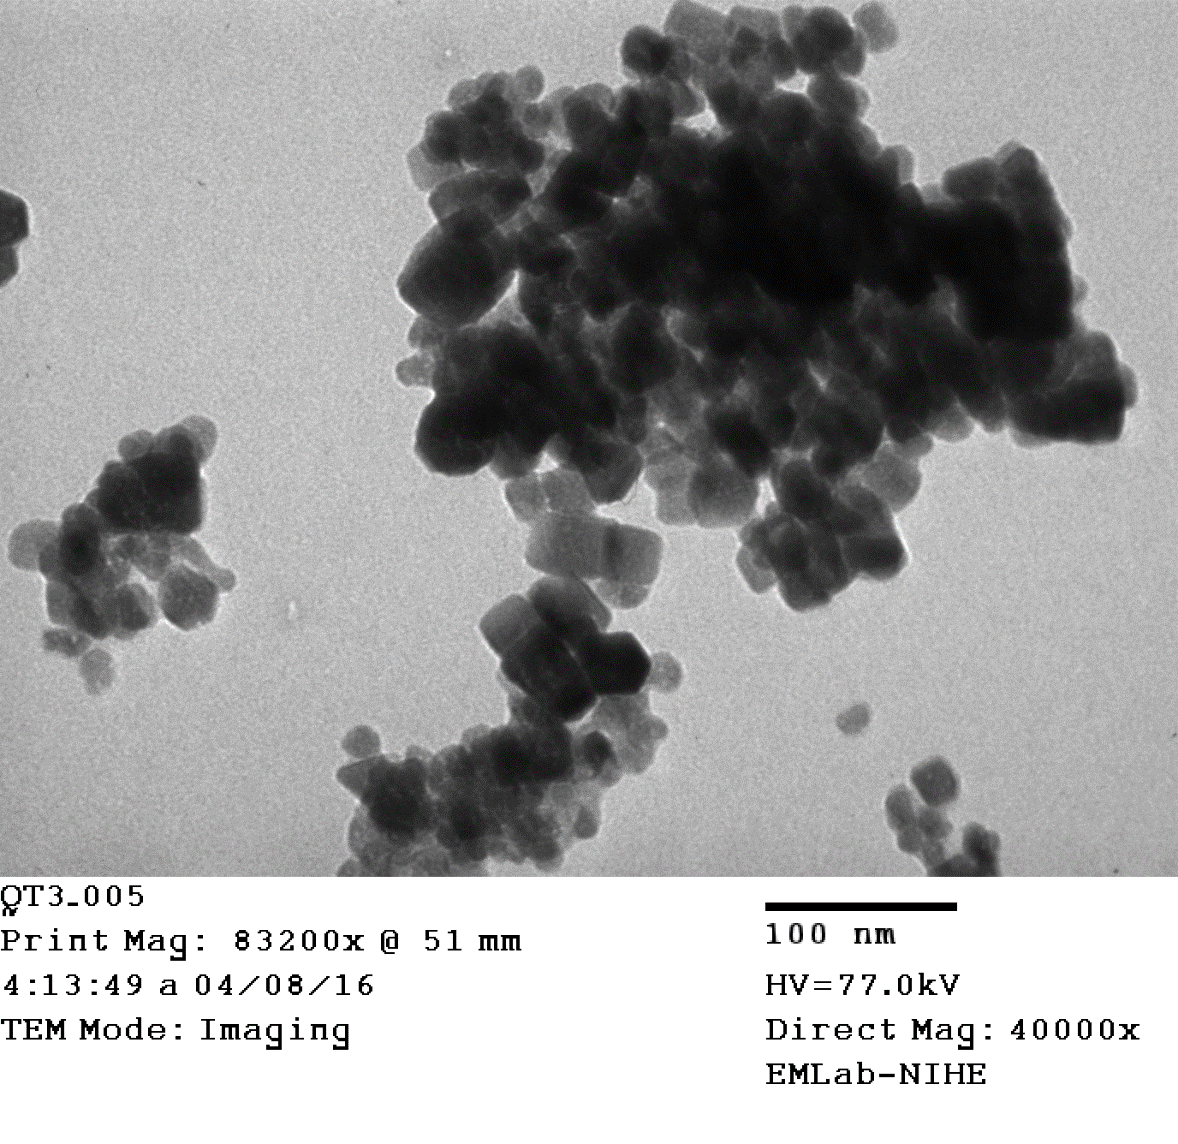 QT3_005
Print Mag: 83200x @ 51 mm
4:13:49 a 04/08/16
TEM Mode: Imaging
100 nm
HV=77.0kV
Direct Mag: 40000x
EMLab-NIHE